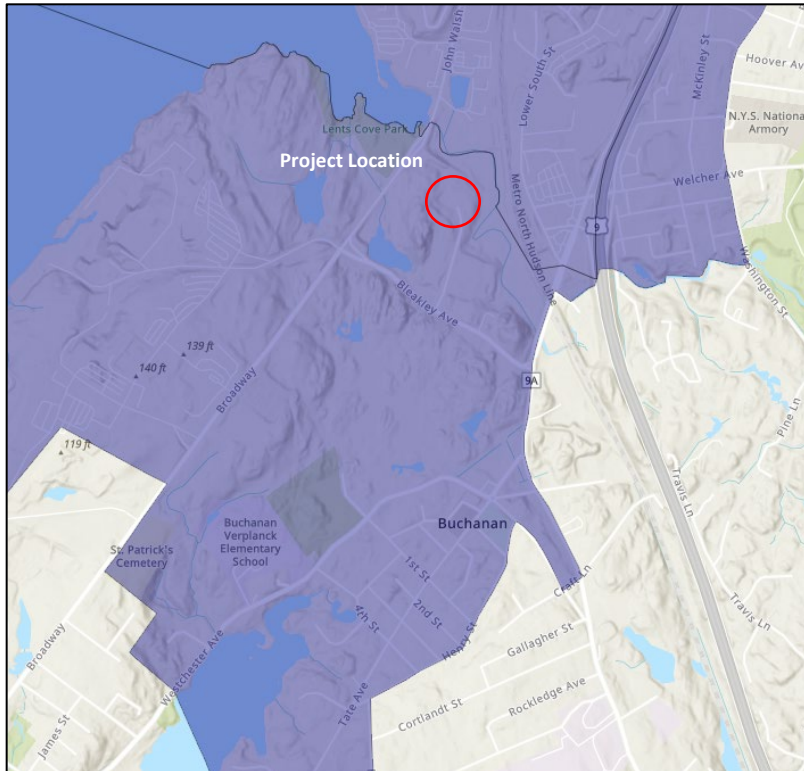 John Walsh
Lower South St
McKinley St
Hoover Av
N.Y.S. National
Armory
Lents Cove Park
Project Location
Welcher Ave
Metro North Hudson Line
9
Washington St
Bleakley Ave
139 ft
140 ft
9A
Broadway
Pine Ln
119 ft
Travis Ln
Buchanan
Buchanan
Verplanck
Elementary
School
St. Patrick's
Cemetery
1st St
2nd St
4th St
Craft Ln
Travis Ln
Henry St
Gallagher St
Broadway
Westchester Ave
Rockledge Ave
Cortlandt St
Tate Ave
James St